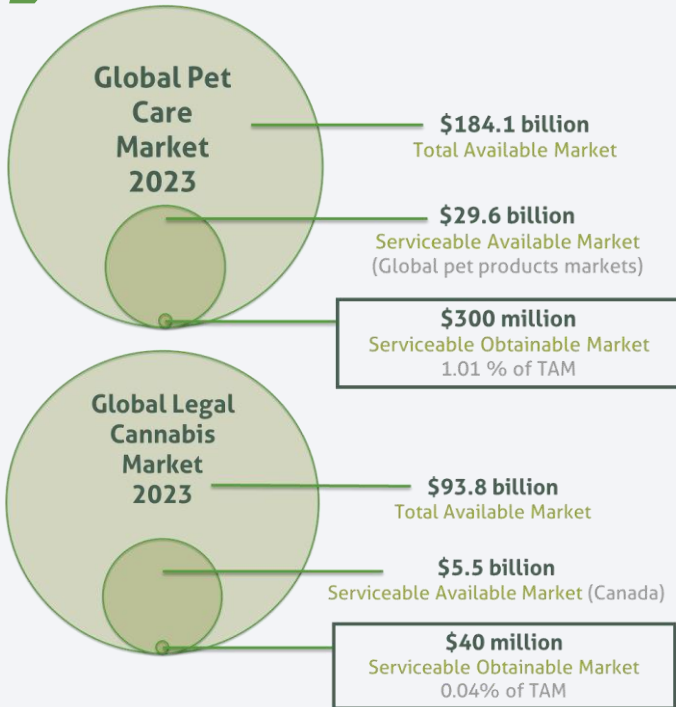 Global Pet
Care
Market
2023
$184.1 billion
Total Available Market
$29.6 billion
Serviceable Available Market
(Global pet products markets)
$300 million
Serviceable Obtainable Market
1.01 % of TAM
Global Legal
Cannabis
Market
2023
$93.8 billion
Total Available Market
$5.5 billion
Serviceable Available Market (Canada)
$40 million
Serviceable Obtainable Market
0.04% of TAM